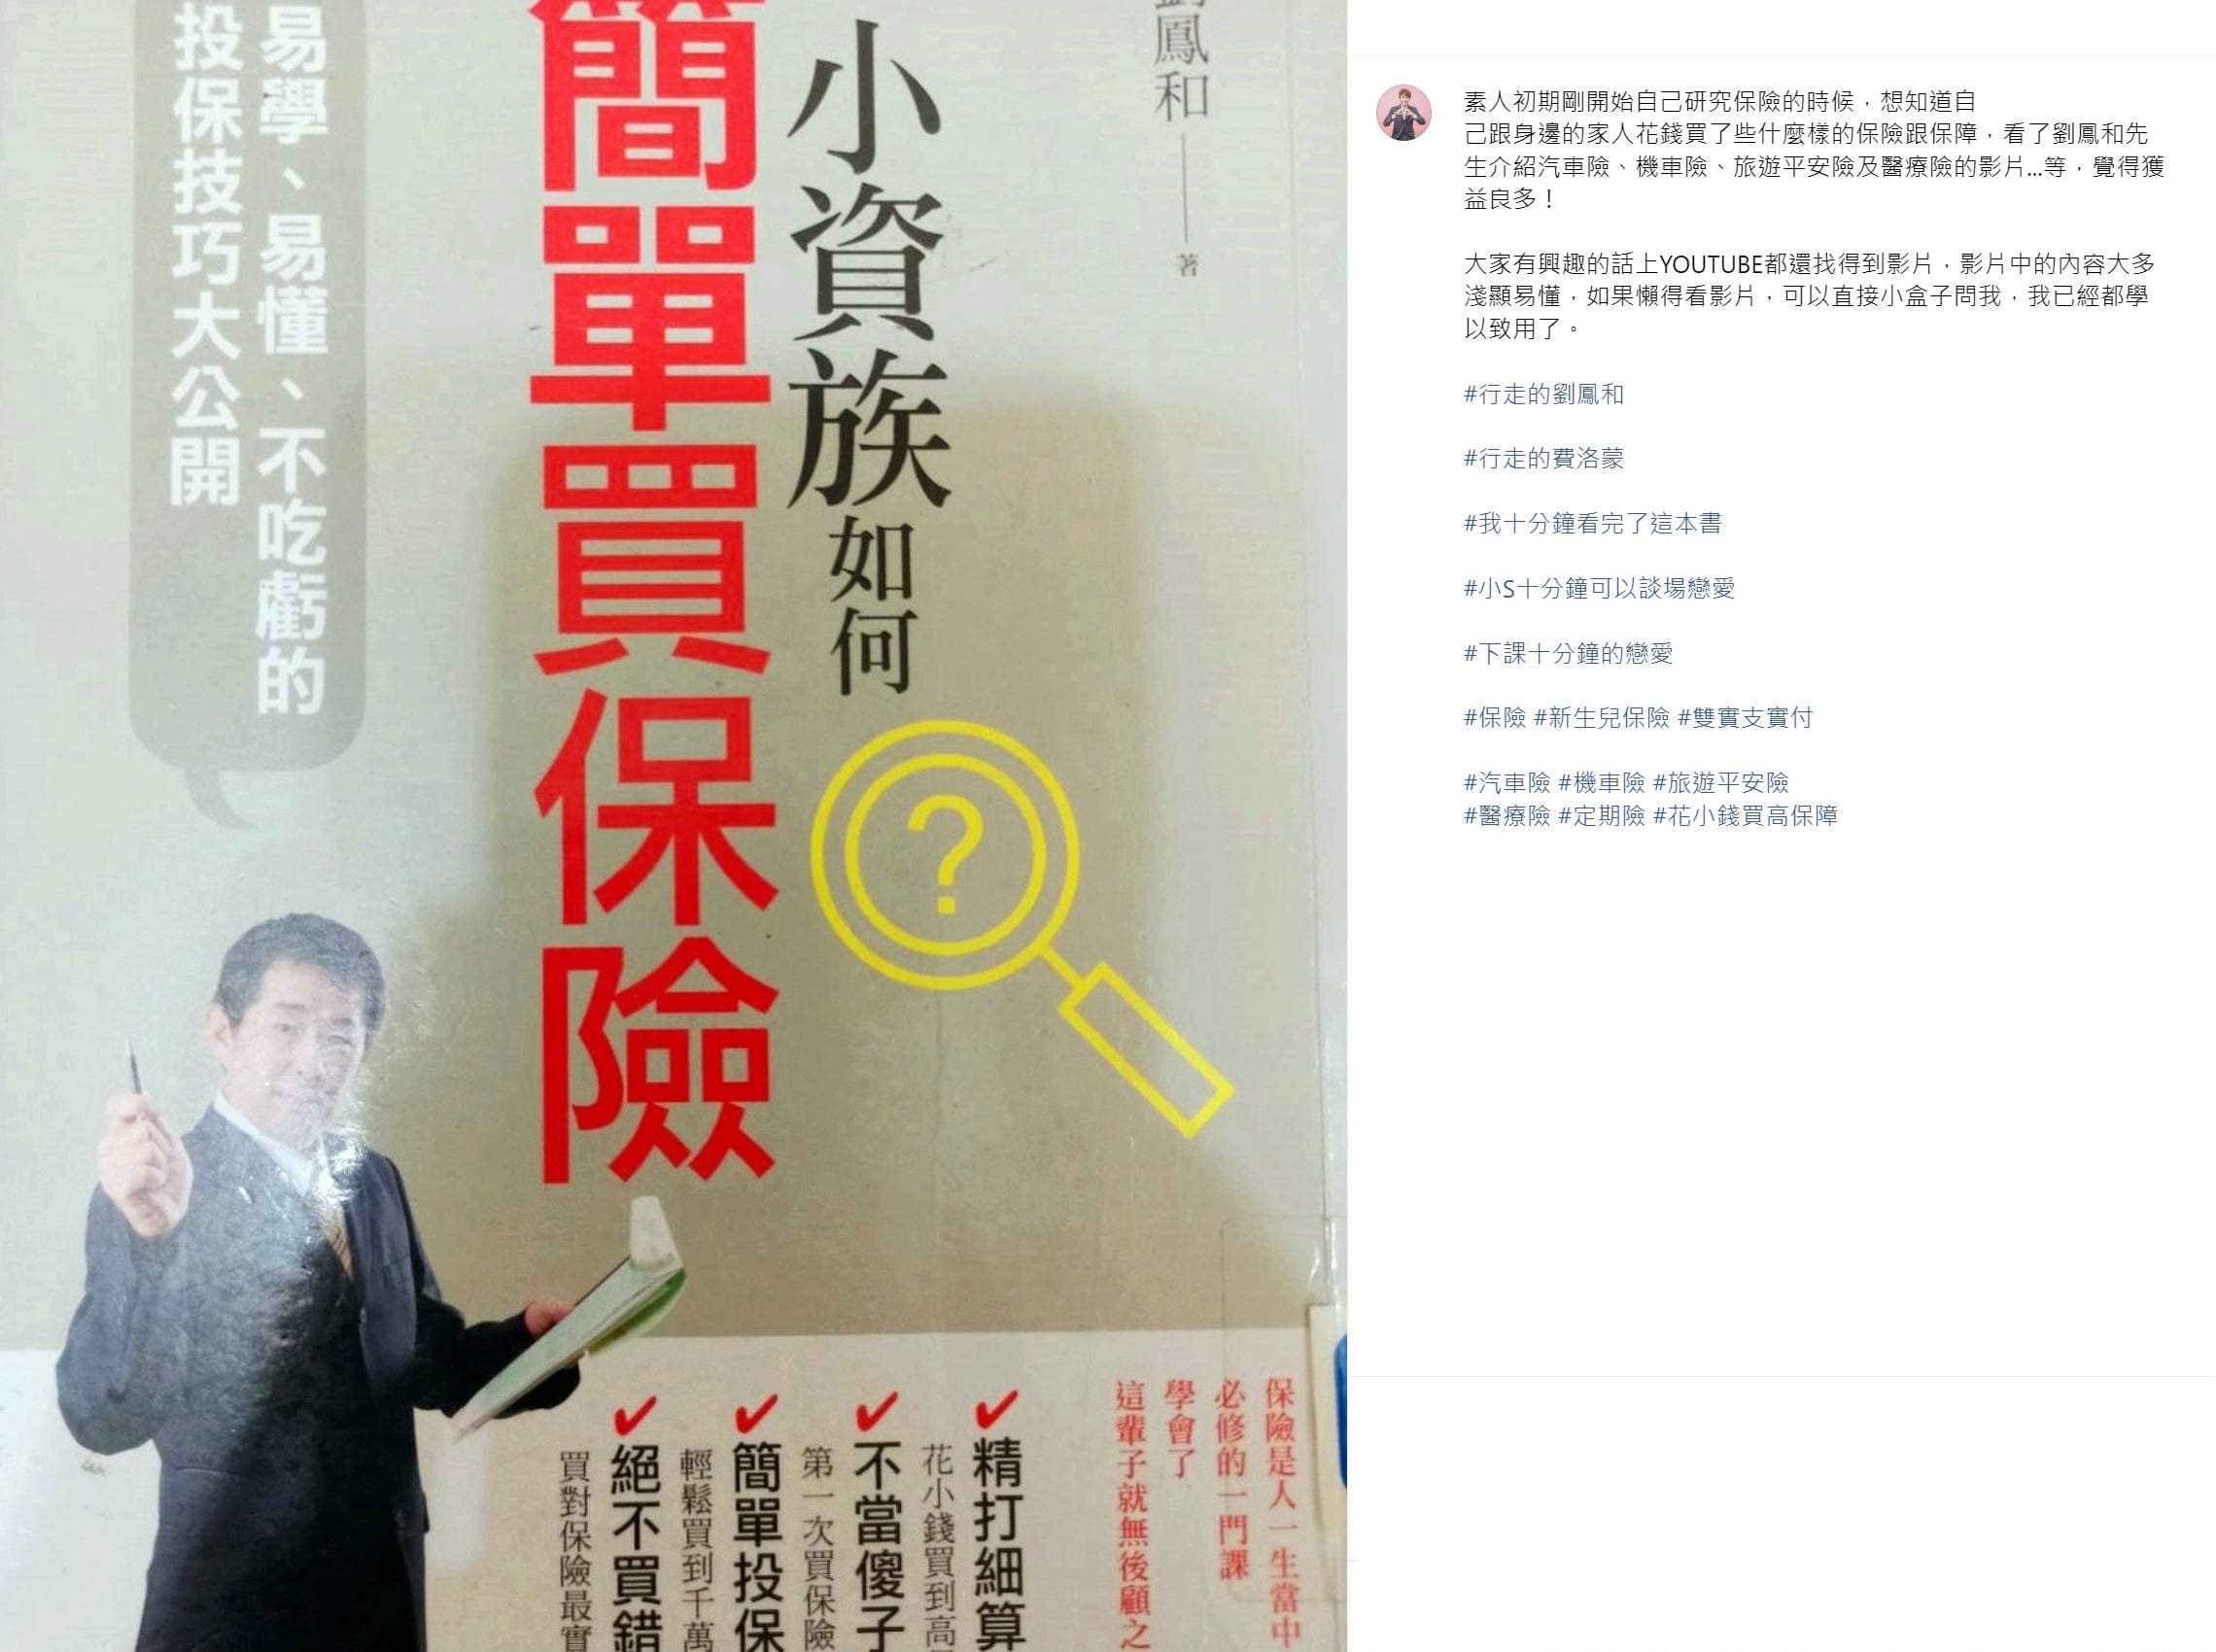 劉鳳和
著
小資族如何
簡單買保險
?
易學、易懂、不吃虧的
投保技巧大公開
保險是人一生當中
必修的一門課
學會了
這輩子就無後顧之
精打細算
花小錢買到高
不當傻子
第一次買保險
簡單投保
輕鬆買到千萬
絕不買錯
買對保險最實
素人初期剛開始自己研究保險的時候，想知道自
己跟身邊的家人花錢買了些什麼樣的保險跟保障，看了劉鳳和先
生介紹汽車險、機車險、旅遊平安險及醫療險的影片...等，覺得獲
益良多！
大家有興趣的話上YOUTUBE都還找得到影片，影片中的內容大多
淺顯易懂，如果懶得看影片，可以直接小盒子問我，我已經都學
以致用了。
#行走的劉鳳和
#行走的費洛蒙
#我十分鐘看完了這本書
#小S十分鐘可以談場戀愛
#下課十分鐘的戀愛
#保險 #新生兒保險 #雙實支實付
#汽車險 #機車險 #旅遊平安險
#醫療險 #定期險 #花小錢買高保障